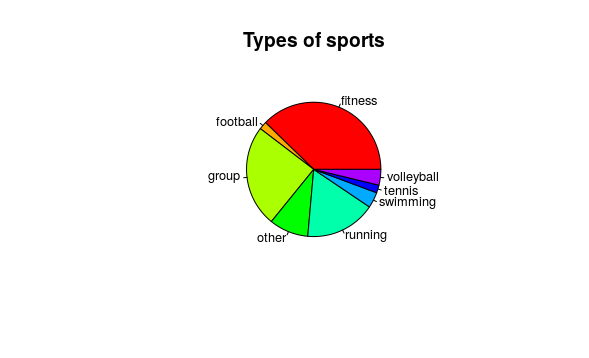 Types of sports
fitness
football
group
other
running
swimming
tennis
volleyball